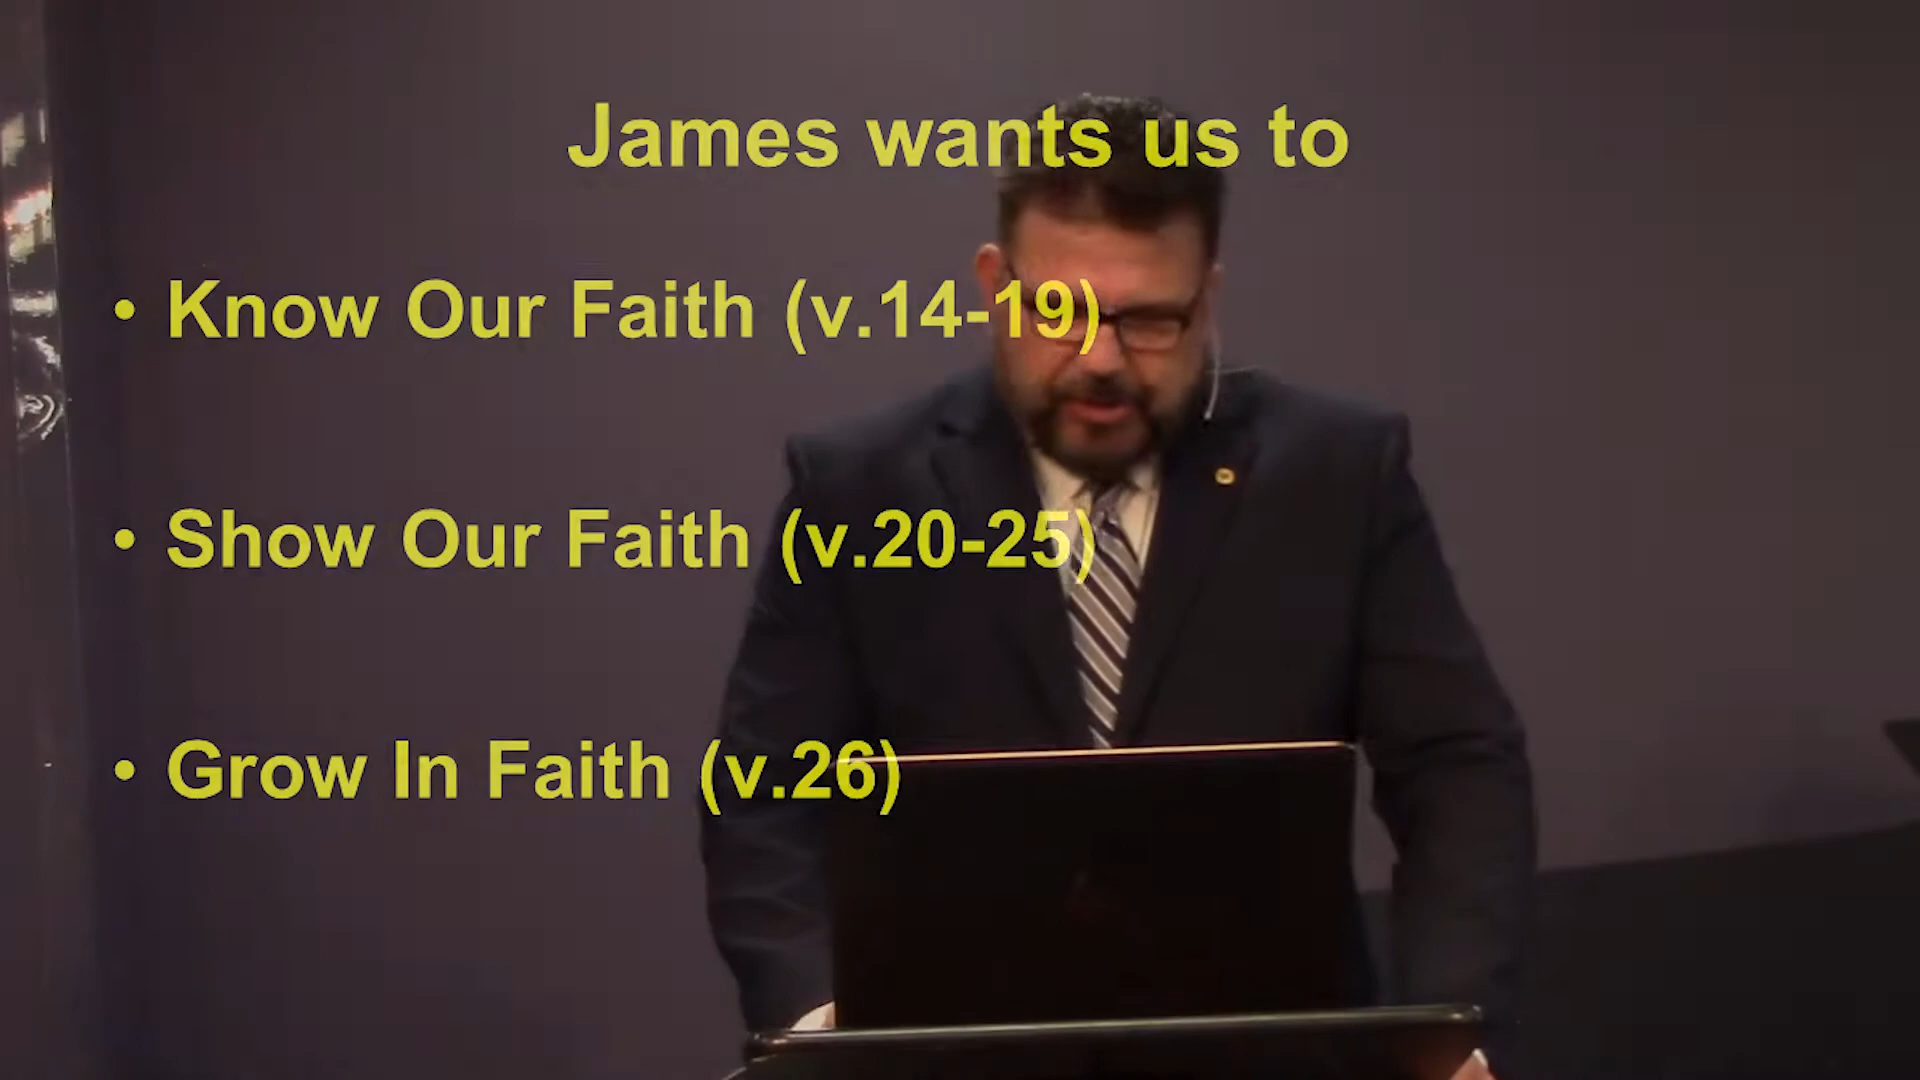 James wants us to
• Know Our Faith (v.14-19)
• Show Our Faith (v.20-25)
• Grow In Faith (v.26)